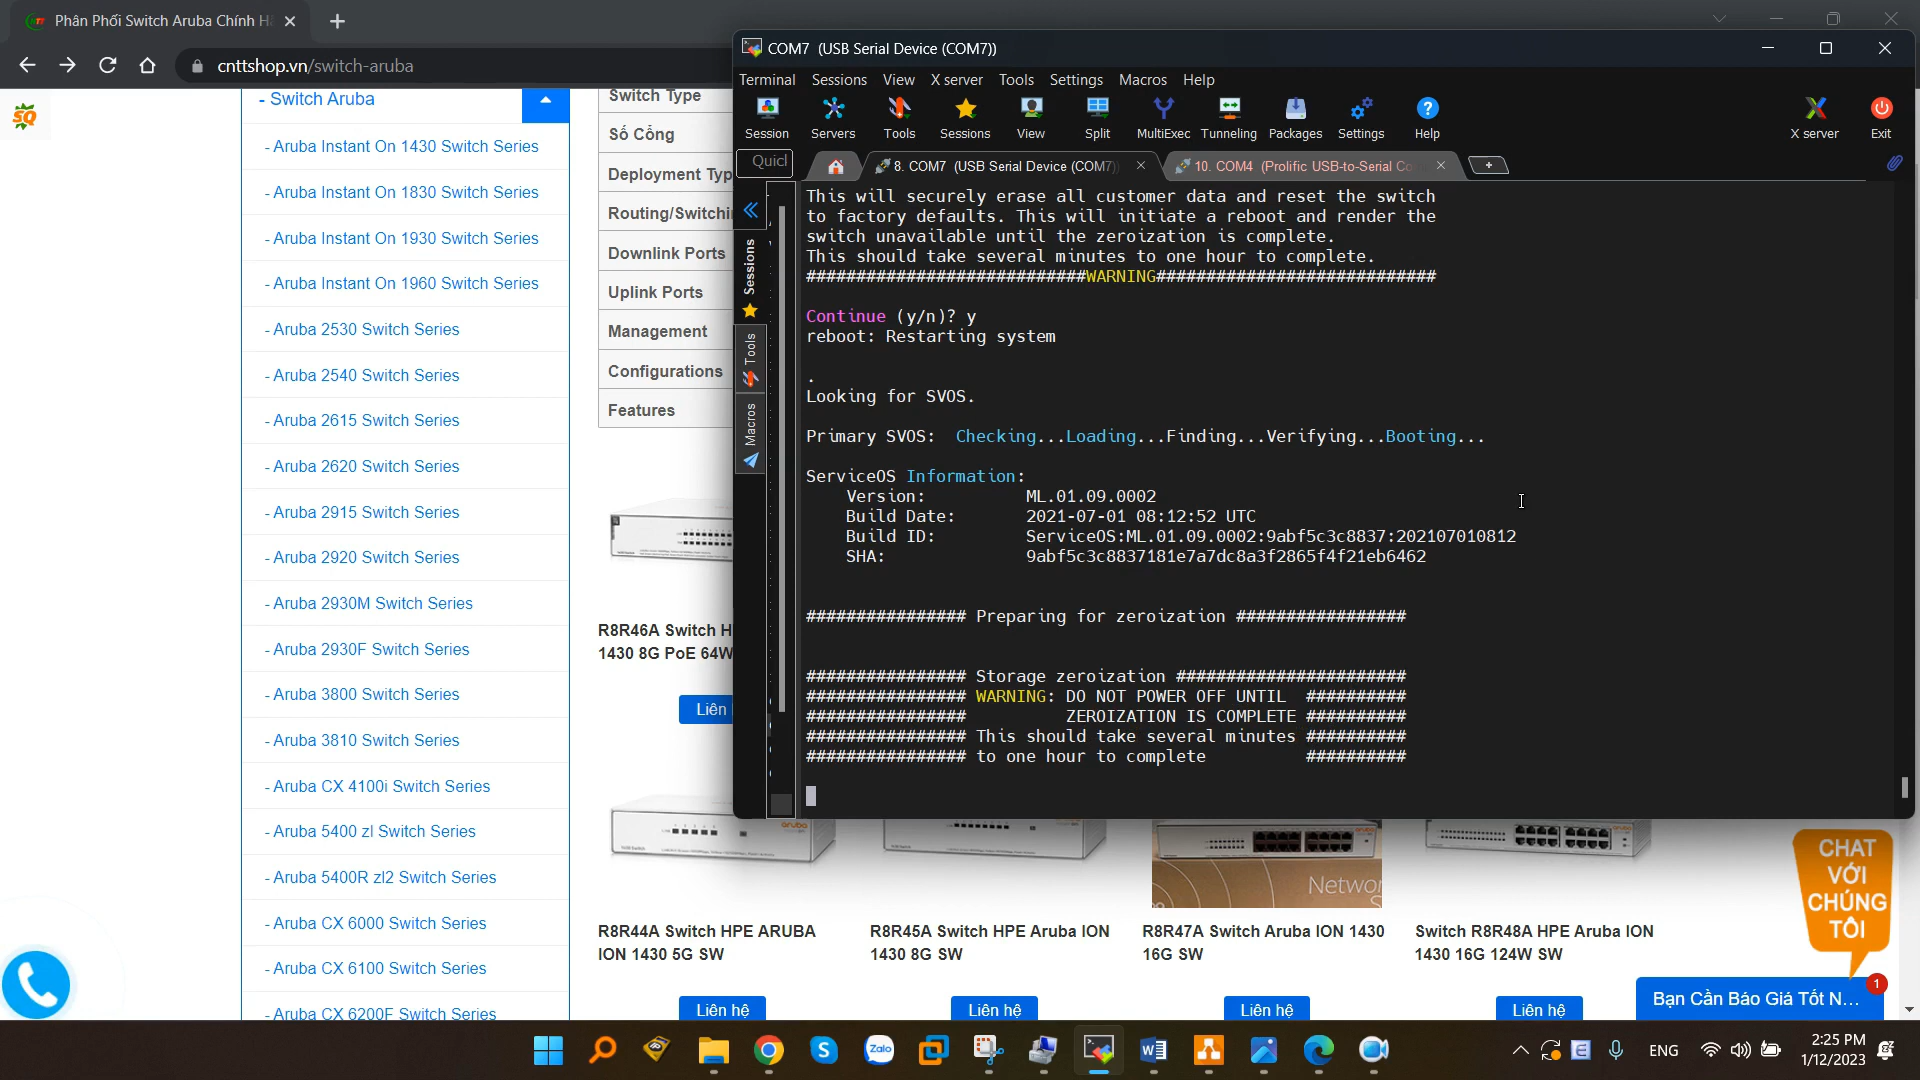 Phân Phối Switch Aruba Chính H
cnttshop.vn/switch-aruba
SQ
- Switch Aruba
- Aruba Instant On 1430 Switch Series
- Aruba Instant On 1830 Switch Series
- Aruba Instant On 1930 Switch Series
- Aruba Instant On 1960 Switch Series
- Aruba 2530 Switch Series
- Aruba 2540 Switch Series
- Aruba 2615 Switch Series
- Aruba 2620 Switch Series
- Aruba 2915 Switch Series
- Aruba 2920 Switch Series
- Aruba 2930M Switch Series
- Aruba 2930F Switch Series
- Aruba 3800 Switch Series
- Aruba 3810 Switch Series
- Aruba CX 4100i Switch Series
- Aruba 5400 zl Switch Series
- Aruba 5400R zl2 Switch Series
- Aruba CX 6000 Switch Series
- Aruba CX 6100 Switch Series
- Aruba CX 6200F Switch Series
Switch Type
Số Cổng
Deployment Typ
Routing/Switchi
Downlink Ports
Uplink Ports
Management
Configurations
Features
R8R46A Switch H
1430 8G PoE 64W
Liên
COM7 (USB Serial Device (COM7))
Terminal Sessions View X server Tools Settings Macros Help
Session Servers Tools Sessions View Split MultiExec Tunneling Packages Settings Help X server Exit
Quicl
8. COM7 (USB Serial Device (COM7)
10. COM4 (Prolific USB-to-Serial Co
Sessions
Tools
Macros
This will securely erase all customer data and reset the switch
to factory defaults. This will initiate a reboot and render the
switch unavailable until the zeroization is complete.
This should take several minutes to one hour to complete.
############################WARNING############################
Continue (y/n)? y
reboot: Restarting system
.
Looking for SVOS.
Primary SVOS: Checking...Loading...Finding...Verifying...Booting...
ServiceOS Information:
Version: ML.01.09.0002
Build Date: 2021-07-01 08:12:52 UTC
Build ID: ServiceOS:ML.01.09.0002:9abf5c3c8837:202107010812
SHA: 9abf5c3c8837181e7a7dc8a3f2865f4f21eb6462
################ Preparing for zeroization #################
################ Storage zeroization #######################
################ WARNING: DO NOT POWER OFF UNTIL ##########
################ ZEROIZATION IS COMPLETE ##########
################ This should take several minutes ##########
################ to one hour to complete ##########
aruba
Networ
R8R44A Switch HPE ARUBA
ION 1430 5G SW
Liên hệ
R8R45A Switch HPE Aruba ION
1430 8G SW
Liên hệ
R8R47A Switch Aruba ION 1430
16G SW
Liên hệ
Switch R8R48A HPE Aruba ION
1430 16G 124W SW
Liên hệ
CHAT
VỚI
CHÚNG
TÔI
Bạn Cần Báo Giá Tốt N...
1
Zalo
ENG
2:25 PM
1/12/2023